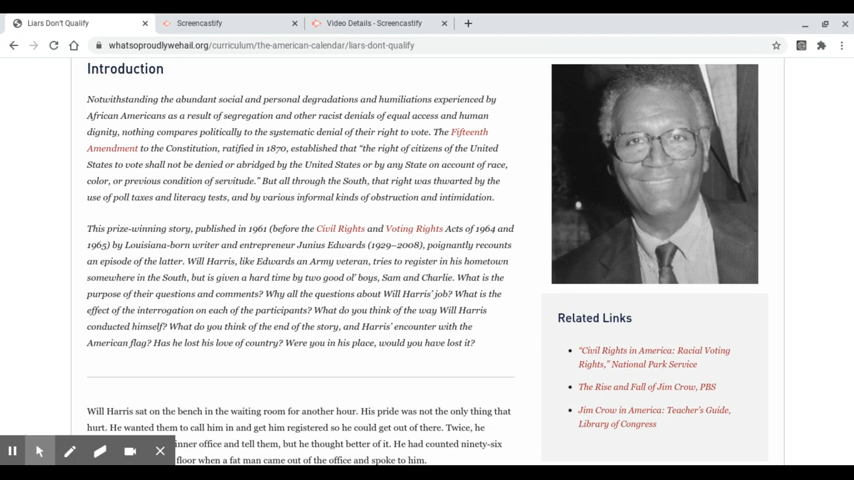 Liars Don't Qualify
Screencastify
Video Details - Screencastify
whatsoproudlywehail.org/curriculum/the-american-calendar/liars-dont-qualify
Introduction
Notwithstanding the abundant social and personal degradations and humiliations experienced by
African Americans as a result of segregation and other racist denials of equal access and human
dignity, nothing compares politically to the systematic denial of their right to vote. The Fifteenth
Amendment to the Constitution, ratified in 1870, established that "the right of citizens of the United
States to vote shall not be denied or abridged by the United States or by any State on account of race,
color, or previous condition of servitude." But all through the South, that right was thwarted by the
use of poll taxes and literacy tests, and by various informal kinds of obstruction and intimidation.
This prize-winning story, published in 1961 (before the Civil Rights and Voting Rights Acts of 1964 and
1965) by Louisiana-born writer and entrepreneur Junius Edwards (1929–2008), poignantly recounts
an episode of the latter. Will Harris, like Edwards an Army veteran, tries to register in his hometown
somewhere in the South, but is given a hard time by two good ol' boys, Sam and Charlie. What is the
purpose of their questions and comments? Why all the questions about Will Harris' job? What is the
effect of the interrogation on each of the participants? What do you think of the way Will Harris
conducted himself? What do you think of the end of the story, and Harris' encounter with the
American flag? Has he lost his love of country? Were you in his place, would you have lost it?
Will Harris sat on the bench in the waiting room for another hour. His pride was not the only thing that
hurt. He wanted them to call him in and get him registered so he could get out of there. Twice, he
inner office and tell them, but he thought better of it. He had counted ninety-six
floor when a fat man came out of the office and spoke to him.
Related Links
"Civil Rights in America: Racial Voting
Rights," National Park Service
The Rise and Fall of Jim Crow, PBS
Jim Crow in America: Teacher's Guide,
Library of Congress